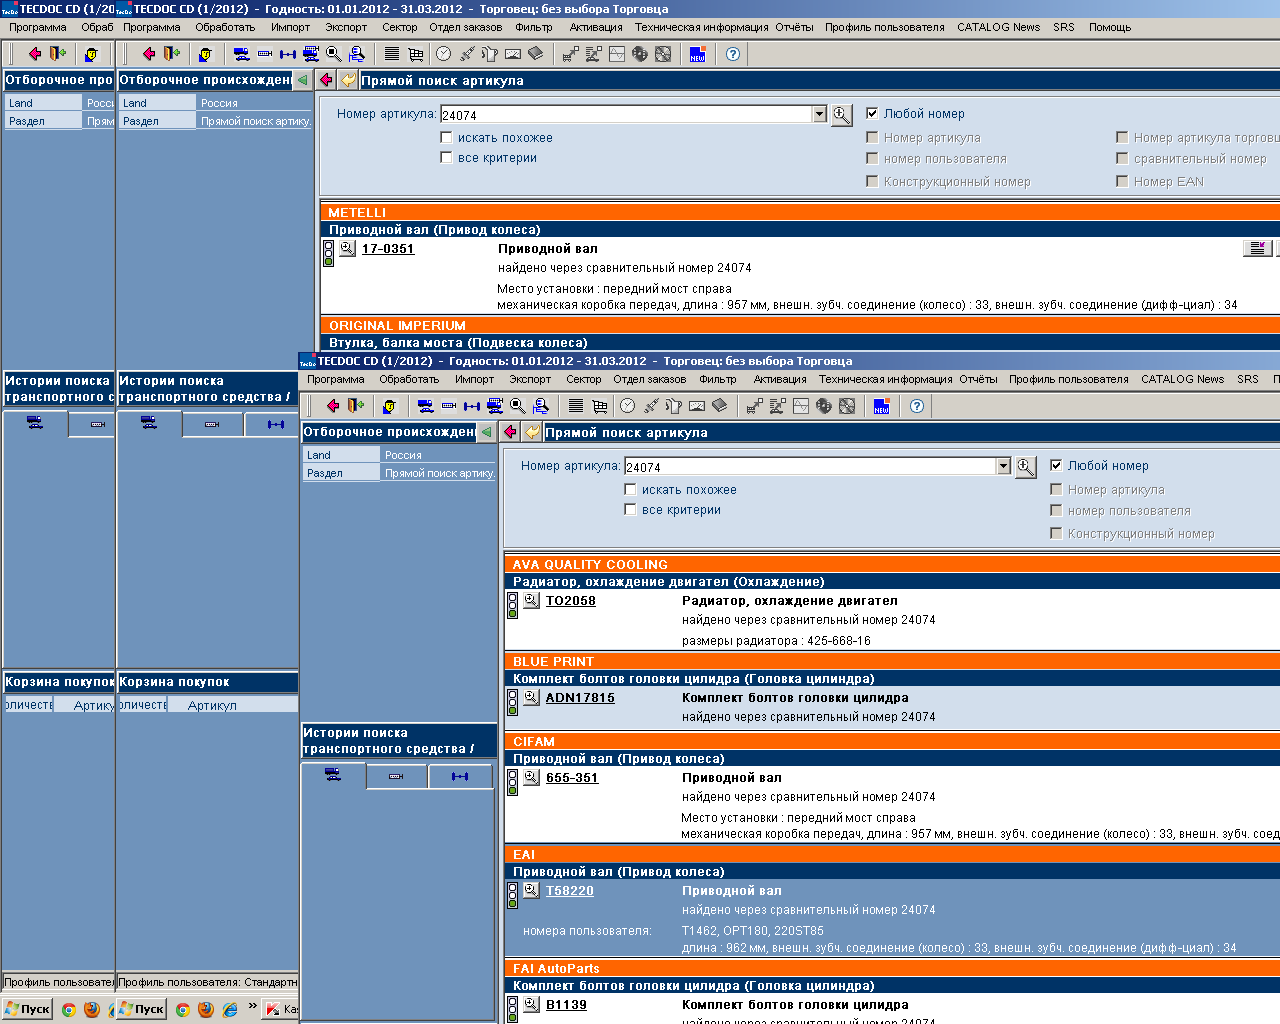 TECDOC CD (1/20
TECDOC CD (1/2012) - Годность: 01.01.2012 - 31.03.2012 - Торговец: без выбора Торговца
Программа Обраб
Программа Обработать Импорт Экспорт Сектор Отдел заказов Фильтр Активация Техническая информация Отчёты Профиль пользователя CATALOG News SRS Помощь
NEW
Отборочное про
Отборочное происхожден
Прямой поиск артикула
Land Росси
Раздел Прям
Land Россия
Раздел Прямой поиск артику.
Номер артикула: 24074
искать похожее
все критерии
Любой номер
Номер артикула
номер пользователя
Конструкционный номер
Номер артикула торговц
сравнительный номер
Номер EAN
METELLI
Приводной вал (Привод колеса)
17-0351 Приводной вал
найдено через сравнительный номер 24074
Место установки : передний мост справа
механическая коробка передач, длина : 957 мм, внешн. зубч. соединение (колесо) : 33, внешн. зубч. соединение (дифф-циал) : 34
ORIGINAL IMPERIUM
Втулка, балка моста (Подвеска колеса)
Истории поиска
транспортного с
Истории поиска
транспортного средства /
Корзина покупок
Корзина покупок
оличестЕ Артику
оличестЕ Артикул
Профиль пользовател
Профиль пользователя: Стандартн
Пуск
Пуск
Kas
TECDOC CD (1/2012) - Годность: 01.01.2012 - 31.03.2012 - Торговец: без выбора Торговца
Программа Обработать Импорт Экспорт Сектор Отдел заказов Фильтр Активация Техническая информация Отчёты Профиль пользователя CATALOG News SRS П
NEW
Отборочное происхожден
Прямой поиск артикула
Land Россия
Раздел Прямой поиск артику.
Номер артикула: 24074
искать похожее
все критерии
Любой номер
Номер артикула
номер пользователя
Конструкционный номер
AVA QUALITY COOLING
Радиатор, охлаждение двигател (Охлаждение)
TO2058 Радиатор, охлаждение двигател
найдено через сравнительный номер 24074
размеры радиатора : 425-668-16
BLUE PRINT
Комплект болтов головки цилидра (Головка цилиндра)
ADN17815 Комплект болтов головки цилидра
найдено через сравнительный номер 24074
CIFAM
Приводной вал (Привод колеса)
655-351 Приводной вал
найдено через сравнительный номер 24074
Место установки : передний мост справа
механическая коробка передач, длина : 957 мм, внешн. зубч. соединение (колесо) : 33, внешн. зубч. сое
EAI
Приводной вал (Привод колеса)
T58220 Приводной вал
найдено через сравнительный номер 24074
номера пользователя: T1462, OPT180, 220ST85
длина : 962 мм, внешн. зубч. соединение (колесо) : 33, внешн. зубч. соединение (дифф-циал) : 34
FAI AutoParts
Комплект болтов головки цилидра (Головка цилиндра)
B1139 Комплект болтов головки цилидра
найдено через сравнительный номер 24074
Истории поиска
транспортного средства /